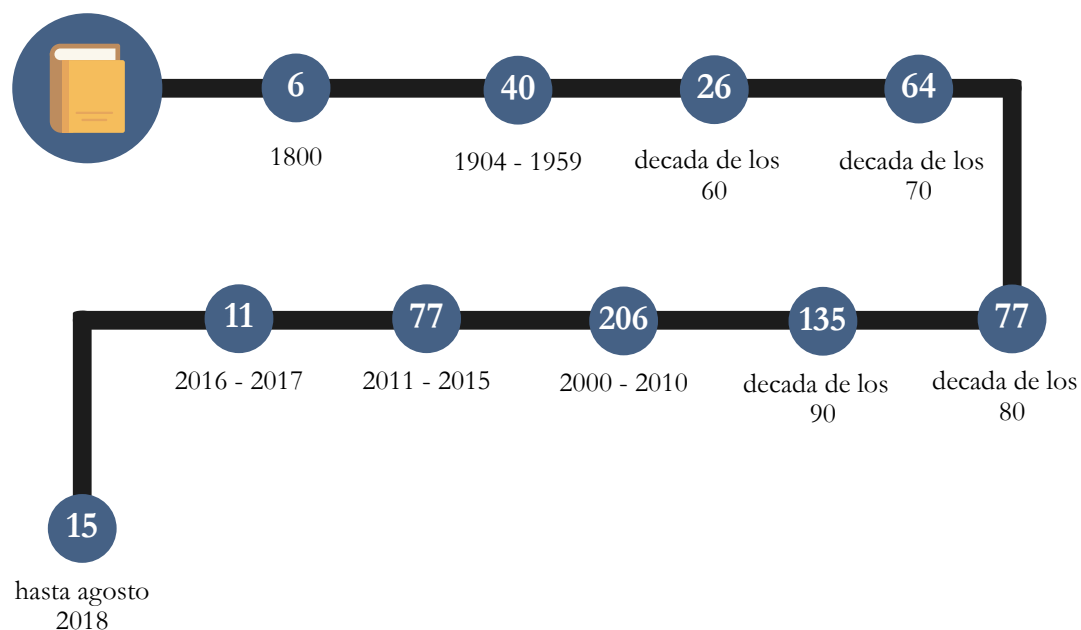 6
40
26
64
1800
1904 - 1959
decada de los
60
decada de los
70
11
77
206
135
77
2016 - 2017
2011 - 2015
2000 - 2010
decada de los
90
decada de los
80
15
hasta agosto
2018